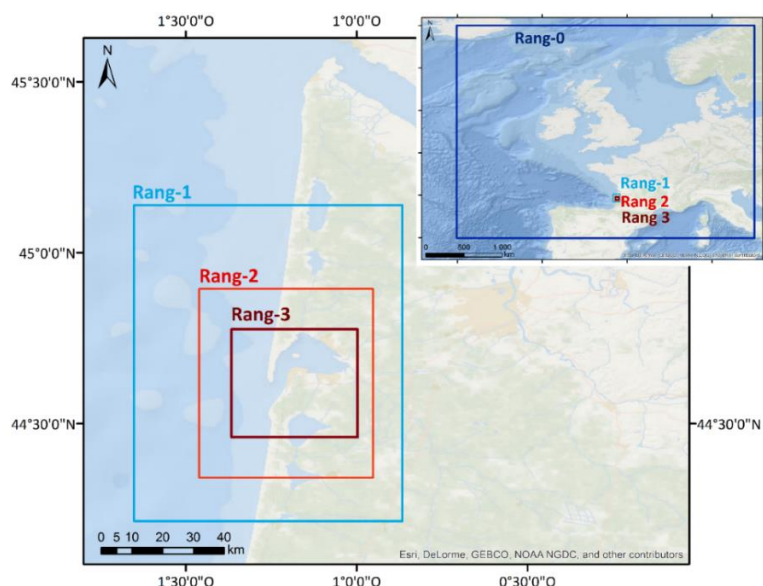 1°30'0"W
1°0'0"W
N
45°30'0"N
Rang-1
45°0'0"N
Rang-2
Rang-3
44°30'0"N
44°30'0"N
0 5 10 20 30 40
km
Esri, DeLorme, GEBCO, NOAA NGDC, and other contributors
1°30'0"W
1°0'0"W
0°30'0"W
N
Rang-0
Rang-1
Rang 2
Rang 3
0 500 1 000
km